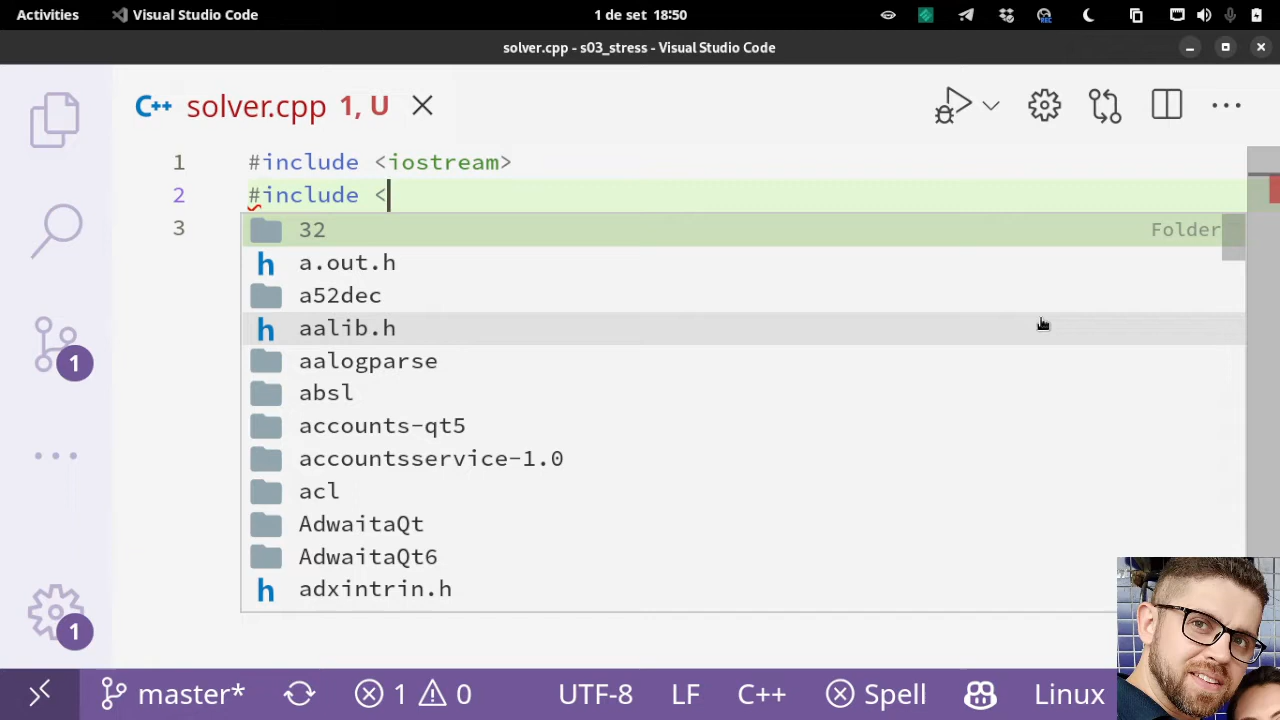 Activities Visual Studio Code 1 de set 18:50
solver.cpp - s03_stress - Visual Studio Code
C++ solver.cpp 1, U
1 #include <iostream>
2 #include <
3
32 Folder
h a.out.h
a52dec
h aalib.h
aalogparse
absl
accounts-qt5
accountsservice-1.0
acl
AdwaitaQt
AdwaitaQt6
h adxintrin.h
1
1
master* 1 0 UTF-8 LF C++ Spell Linux